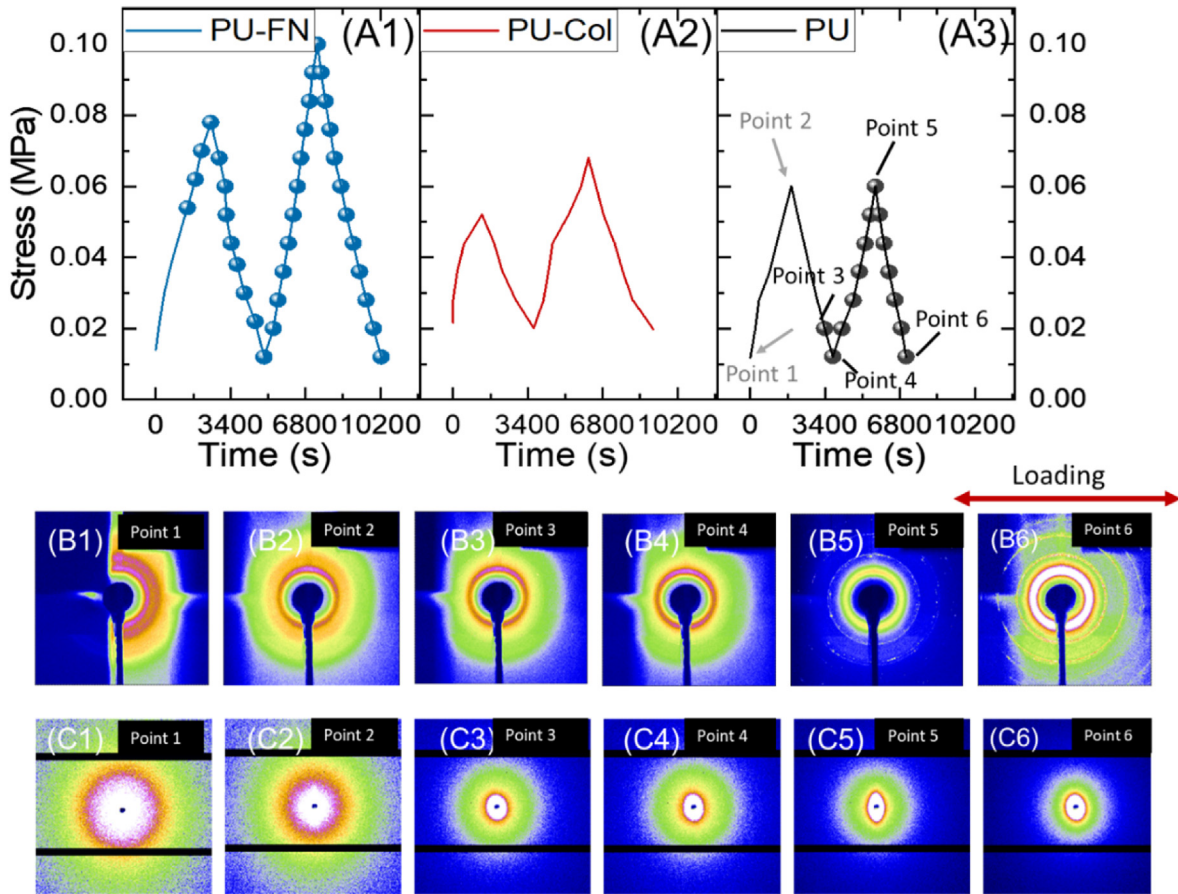 PU-FN (A1)
PU-Col (A2)
PU (A3)
0.10
0.08
0.06
0.04
0.02
0.00
Stress (MPa)
0.10
0.08
0.06
0.04
0.02
0.00
Point 2
Point 5
Point 3
Point 6
Point 1
Point 4
0 3400 6800 10200
0 3400 6800 10200
0 3400 6800 10200
Time (s)
Time (s)
Time (s)
Loading
(B1) Point 1
(B2) Point 2
(B3) Point 3
(B4) Point 4
(B5) Point 5
(B6) Point 6
(C1) Point 1
(C2) Point 2
(C3) Point 3
(C4) Point 4
(C5) Point 5
(C6) Point 6